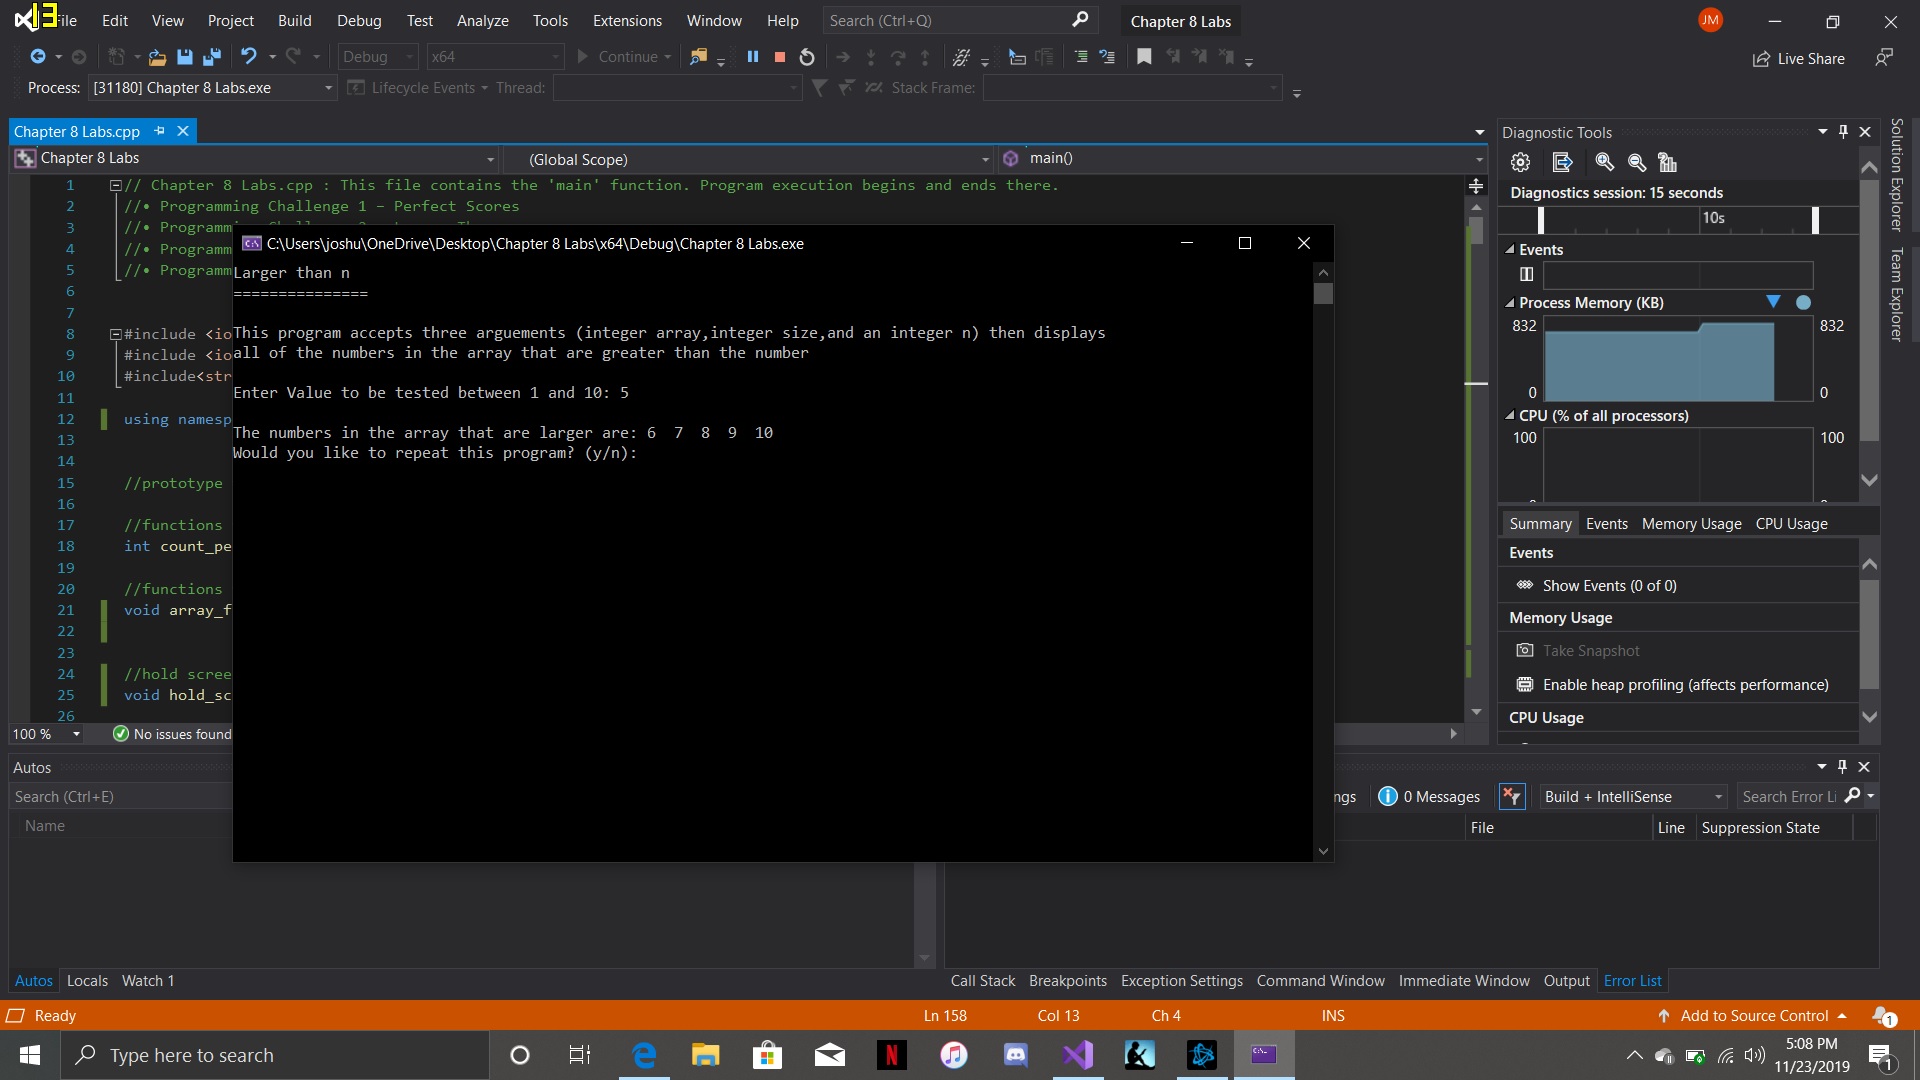 13
File Edit View Project Build Debug Test Analyze Tools Extensions Window Help Search (Ctrl+Q) Chapter 8 Labs JM
Debug x64 Continue Live Share
Process: [31180] Chapter 8 Labs.exe Lifecycle Events Thread: Stack Frame:
Chapter 8 Labs.cpp
Chapter 8 Labs (Global Scope) main()
1 // Chapter 8 Labs.cpp : This file contains the 'main' function. Program execution begins and ends there.
2 //• Programming Challenge 1 – Perfect Scores
3 //• Programm
4 //• Programm
5 //• Programm
6
7
8 #include <io
9 #include <io
10 #include<str
11
12 using namesp
13
14
15 //prototype
16
17 //functions
18 int count_pe
19
20 //functions
21 void array_f
22
23
24 //hold scree
25 void hold_sc
26
100 % No issues found
C:\Users\joshu\OneDrive\Desktop\Chapter 8 Labs\x64\Debug\Chapter 8 Labs.exe
Larger than n
===============
This program accepts three arguements (integer array,integer size,and an integer n) then displays
all of the numbers in the array that are greater than the number
Enter Value to be tested between 1 and 10: 5
The numbers in the array that are larger are: 6 7 8 9 10
Would you like to repeat this program? (y/n):
Diagnostic Tools
Diagnostics session: 15 seconds
10s
Events
Process Memory (KB)
832 832
0 0
CPU (% of all processors)
100 100
Summary Events Memory Usage CPU Usage
Events
Show Events (0 of 0)
Memory Usage
Take Snapshot
Enable heap profiling (affects performance)
CPU Usage
Solution Explorer
Team Explorer
Autos
Search (Ctrl+E)
Name
Autos Locals Watch 1
ngs 0 Messages Build + IntelliSense Search Error Li
File Line Suppression State
Call Stack Breakpoints Exception Settings Command Window Immediate Window Output Error List
Ready Ln 158 Col 13 Ch 4 INS Add to Source Control 1
Type here to search
5:08 PM
11/23/2019
1